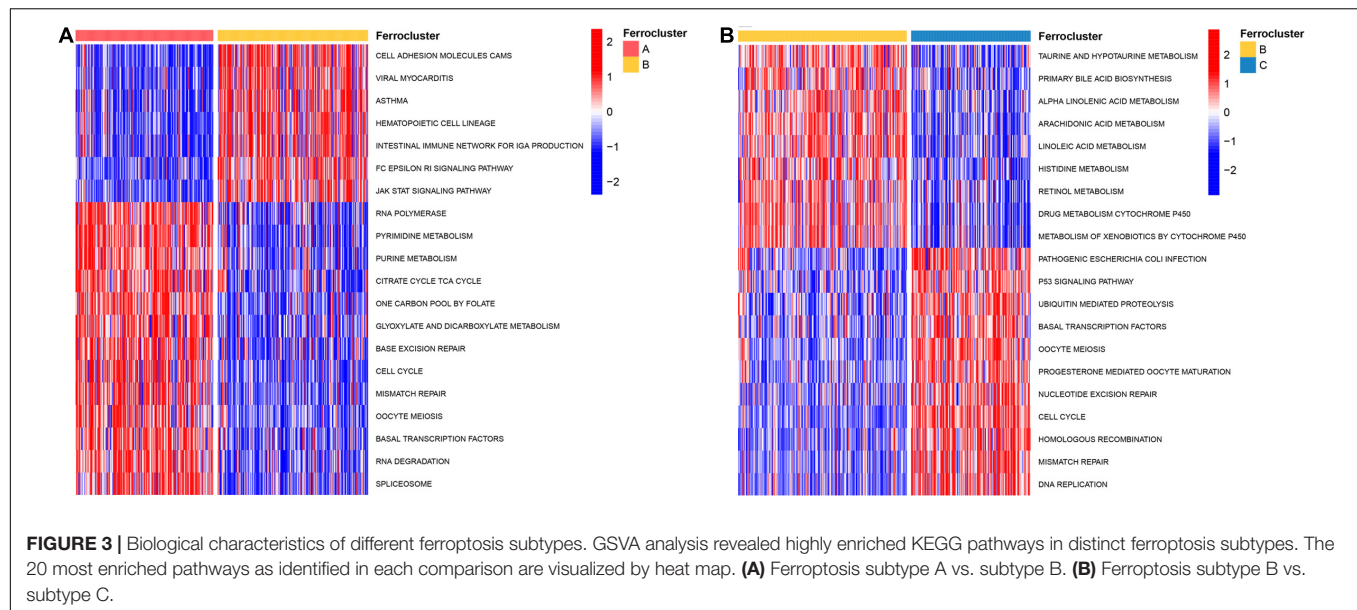 A
Ferrocluster
CELL ADHESION MOLECULES CAMS
VIRAL MYOCARDITIS
ASTHMA
HEMATOPOIETIC CELL LINEAGE
INTESTINAL IMMUNE NETWORK FOR IGA PRODUCTION
FC EPSILON RI SIGNALING PATHWAY
JAK STAT SIGNALING PATHWAY
RNA POLYMERASE
PYRIMIDINE METABOLISM
PURINE METABOLISM
CITRATE CYCLE TCA CYCLE
ONE CARBON POOL BY FOLATE
GLYOXYLATE AND DICARBOXYLATE METABOLISM
BASE EXCISION REPAIR
CELL CYCLE
MISMATCH REPAIR
OOCYTE MEIOSIS
BASAL TRANSCRIPTION FACTORS
RNA DEGRADATION
SPLICEOSOME
2
1
0
−1
−2
Ferrocluster
A
B
B
Ferrocluster
TAURINE AND HYPOTAURINE METABOLISM
PRIMARY BILE ACID BIOSYNTHESIS
ALPHA LINOLENIC ACID METABOLISM
ARACHIDONIC ACID METABOLISM
LINOLEIC ACID METABOLISM
HISTIDINE METABOLISM
RETINOL METABOLISM
DRUG METABOLISM CYTOCHROME P450
METABOLISM OF XENOBIOTICS BY CYTOCHROME P450
PATHOGENIC ESCHERICHIA COLI INFECTION
P53 SIGNALING PATHWAY
UBIQUITIN MEDIATED PROTEOLYSIS
BASAL TRANSCRIPTION FACTORS
OOCYTE MEIOSIS
PROGESTERONE MEDIATED OOCYTE MATURATION
NUCLEOTIDE EXCISION REPAIR
CELL CYCLE
HOMOLOGOUS RECOMBINATION
MISMATCH REPAIR
DNA REPLICATION
2
1
0
−1
−2
Ferrocluster
B
C
FIGURE 3 | Biological characteristics of different ferroptosis subtypes. GSVA analysis revealed highly enriched KEGG pathways in distinct ferroptosis subtypes. The
20 most enriched pathways as identified in each comparison are visualized by heat map. (A) Ferroptosis subtype A vs. subtype B. (B) Ferroptosis subtype B vs.
subtype C.